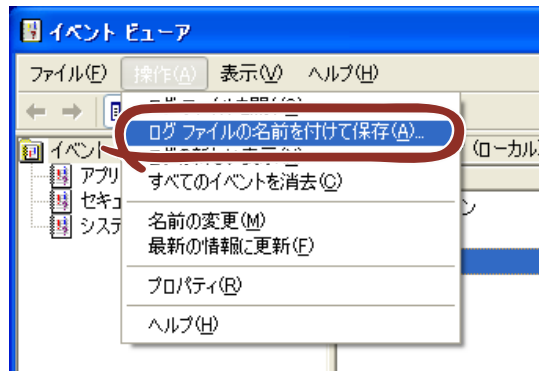 イベント ビューア
ファイル(F) 操作(A) 表示(V) ヘルプ(H)
ログ ファイルの名前を付けて保存(A)...
イベント
(ローカル)
アプリ
すべてのイベントを消去(C)
セキュ
ン
システ
名前の変更(M)
最新の情報に更新(F)
プロパティ(R)
ヘルプ(H)